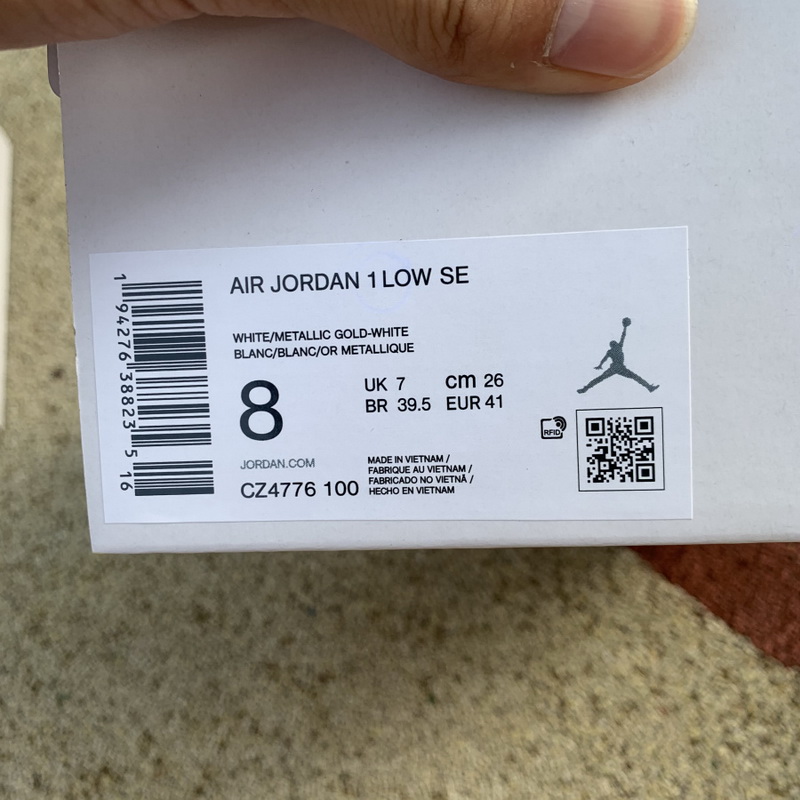 AIR JORDAN 1 LOW SE
WHITE/METALLIC GOLD-WHITE
BLANC/BLANC/OR METALLIQUE
8
UK 7 cm 26
BR 39.5 EUR 41
RFID
JORDAN.COM
CZ4776 100
MADE IN VIETNAM /
FABRIQUE AU VIETNAM /
FABRICADO NO VIETNÃ /
HECHO EN VIETNAM
1 94276 38823 5 16